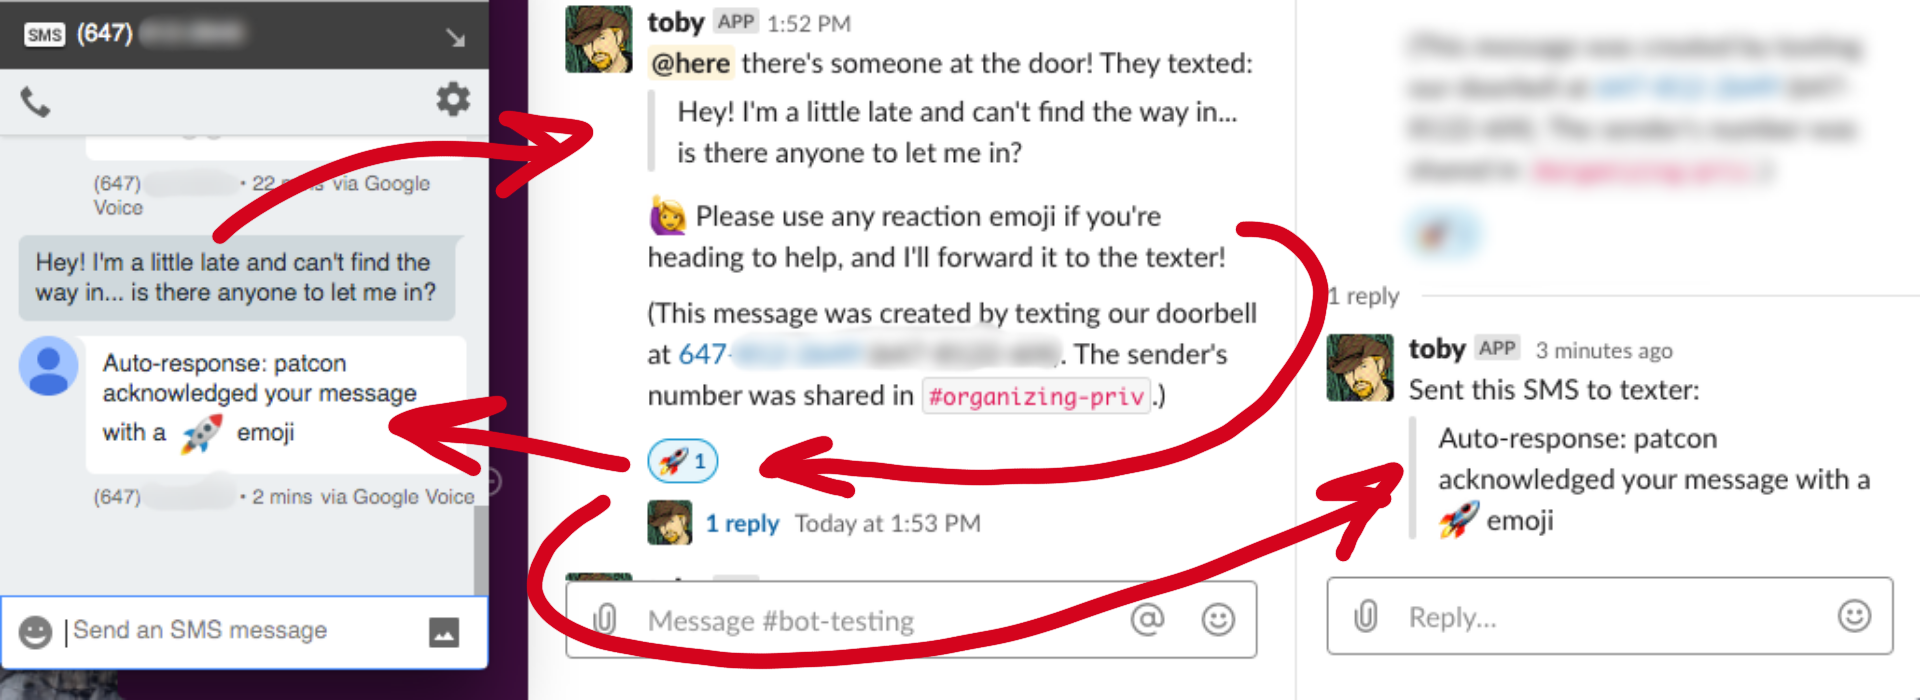 SMS (647)
(647) • 22 mins via Google
Voice
Hey! I'm a little late and can't find the
way in... is there anyone to let me in?
Auto-response: patcon
acknowledged your message
with a 🚀 emoji
(647) • 2 mins via Google Voice
Send an SMS message
toby APP 1:52 PM
@here there's someone at the door! They texted:
Hey! I'm a little late and can't find the way in...
is there anyone to let me in?
🙋‍♀️ Please use any reaction emoji if you're
heading to help, and I'll forward it to the texter!
(This message was created by texting our doorbell
at 647- . The sender's
number was shared in #organizing-priv.)
🚀 1
1 reply Today at 1:53 PM
Message #bot-testing
1 reply
toby APP 3 minutes ago
Sent this SMS to texter:
Auto-response: patcon
acknowledged your message with a
🚀 emoji
Reply...